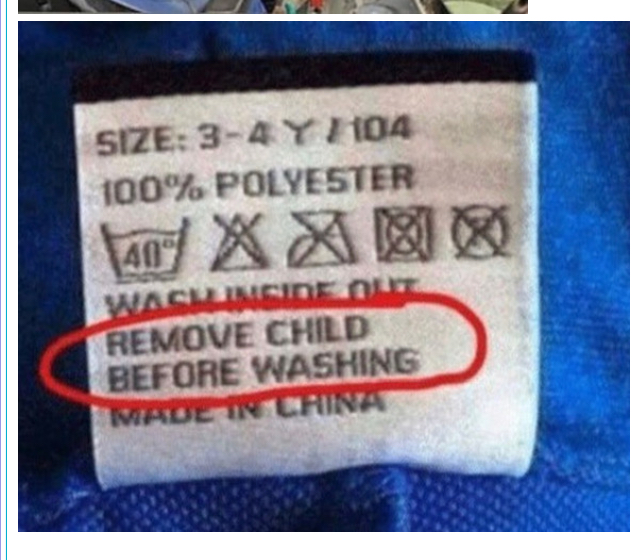 SIZE: 3-4 Y / 104
100% POLYESTER
40°
WASH INSIDE OUT
REMOVE CHILD
BEFORE WASHING
MADE IN CHINA